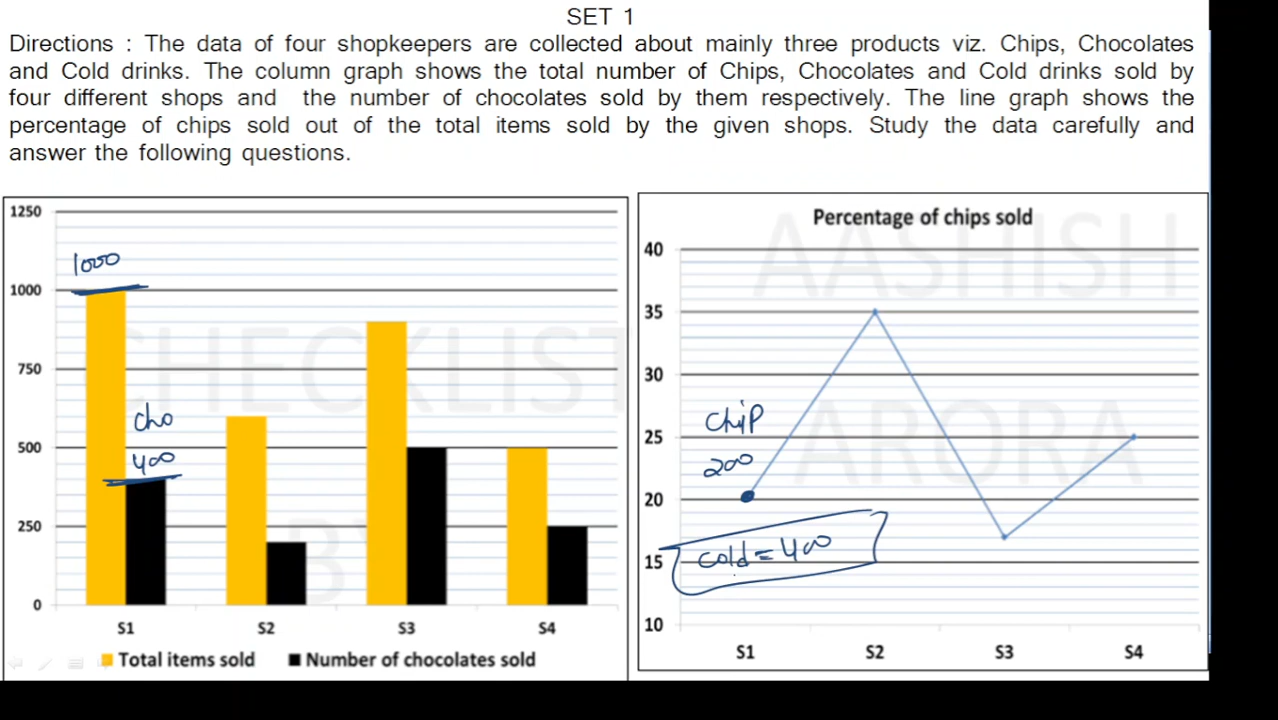 SET 1
Directions : The data of four shopkeepers are collected about mainly three products viz. Chips, Chocolates
and Cold drinks. The column graph shows the total number of Chips, Chocolates and Cold drinks sold by
four different shops and the number of chocolates sold by them respectively. The line graph shows the
percentage of chips sold out of the total items sold by the given shops. Study the data carefully and
answer the following questions.
1250
1000
1000
750
500
250
0
cho
400
CHECKLIST
BY
S1 S2 S3 S4
Total items sold Number of chocolates sold
Percentage of chips sold
AASHISH
ARORA
40
35
30
25
20
15
10
chip
200
cold = 400
S1 S2 S3 S4